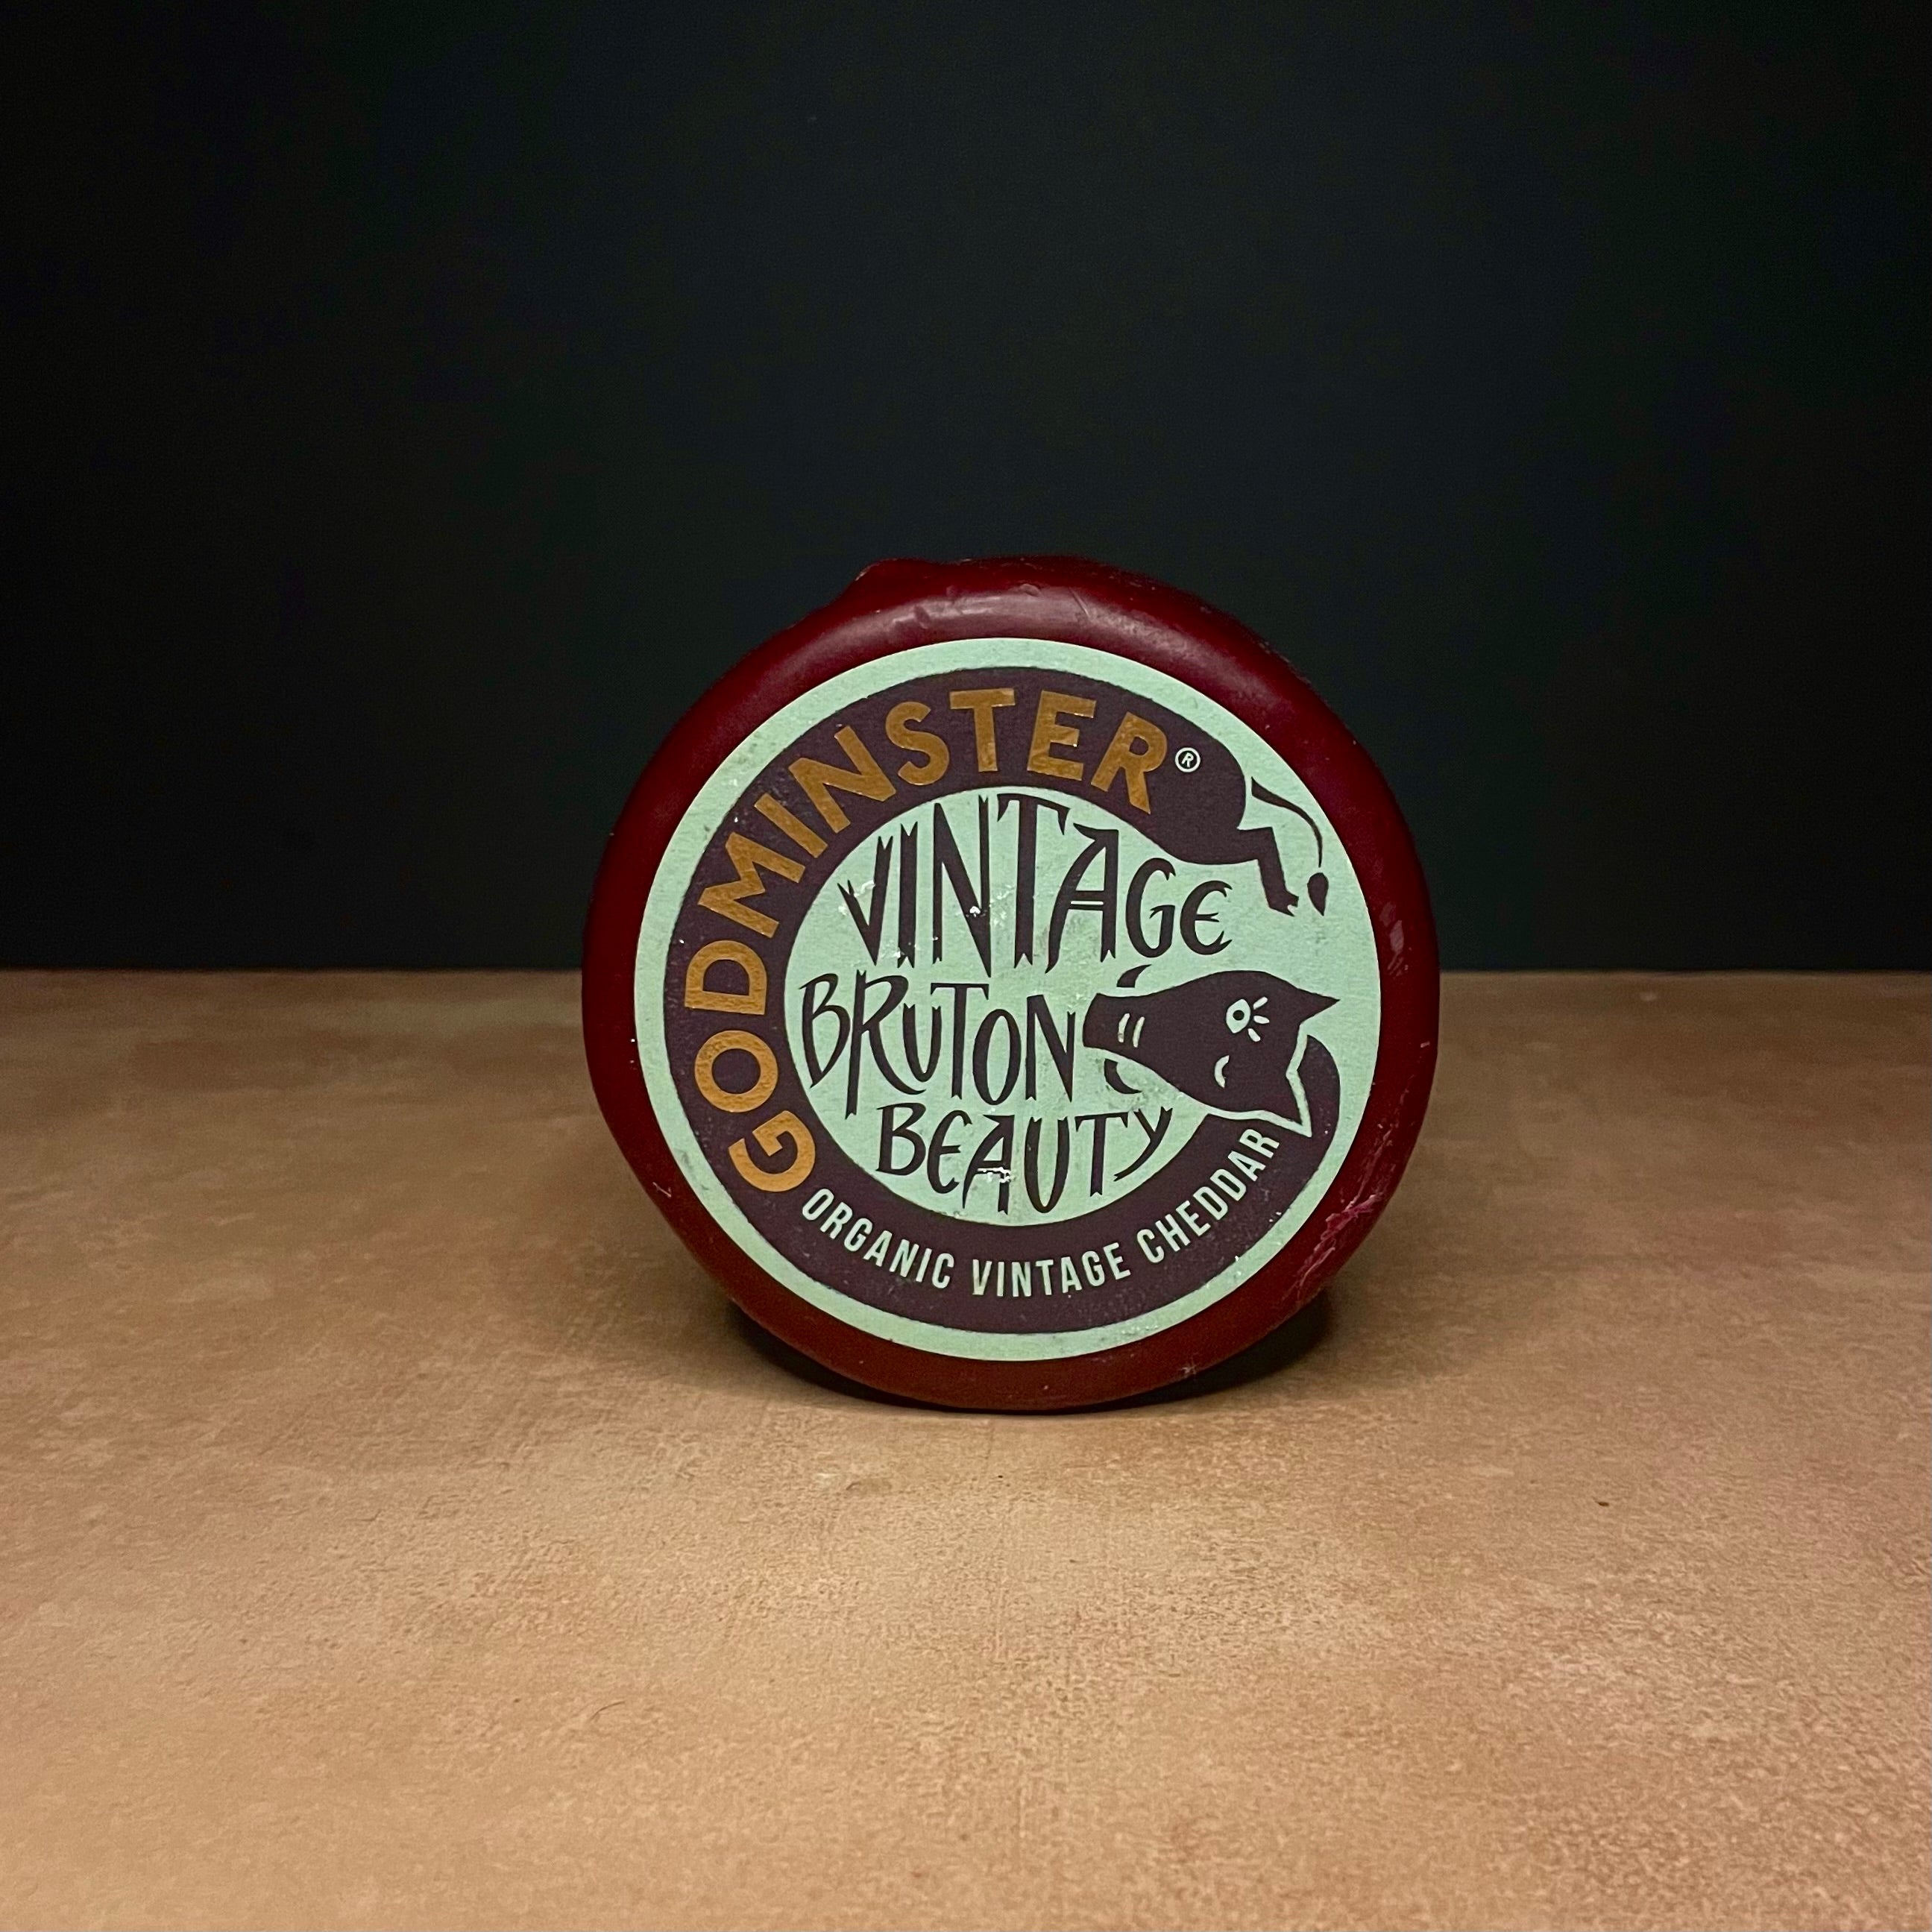 GODMINSTER®
VINTAGE
BRUTON
BEAUTY
ORGANIC VINTAGE CHEDDAR